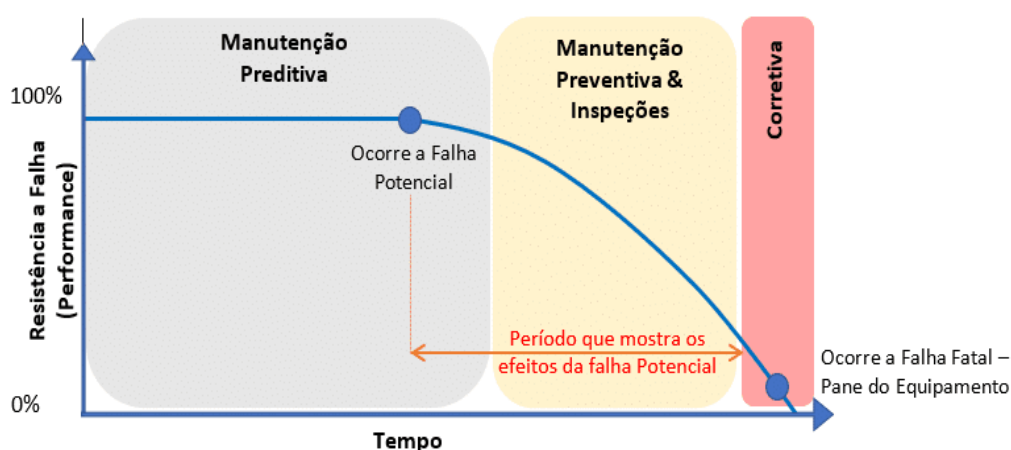 Manutenção
Preditiva
Manutenção
Preventiva &
Inspeções
Corretiva
100%
Ocorre a Falha
Potencial
Resistência a Falha
(Performance)
Período que mostra os
efeitos da falha Potencial
Ocorre a Falha Fatal –
Pane do Equipamento
0%
Tempo